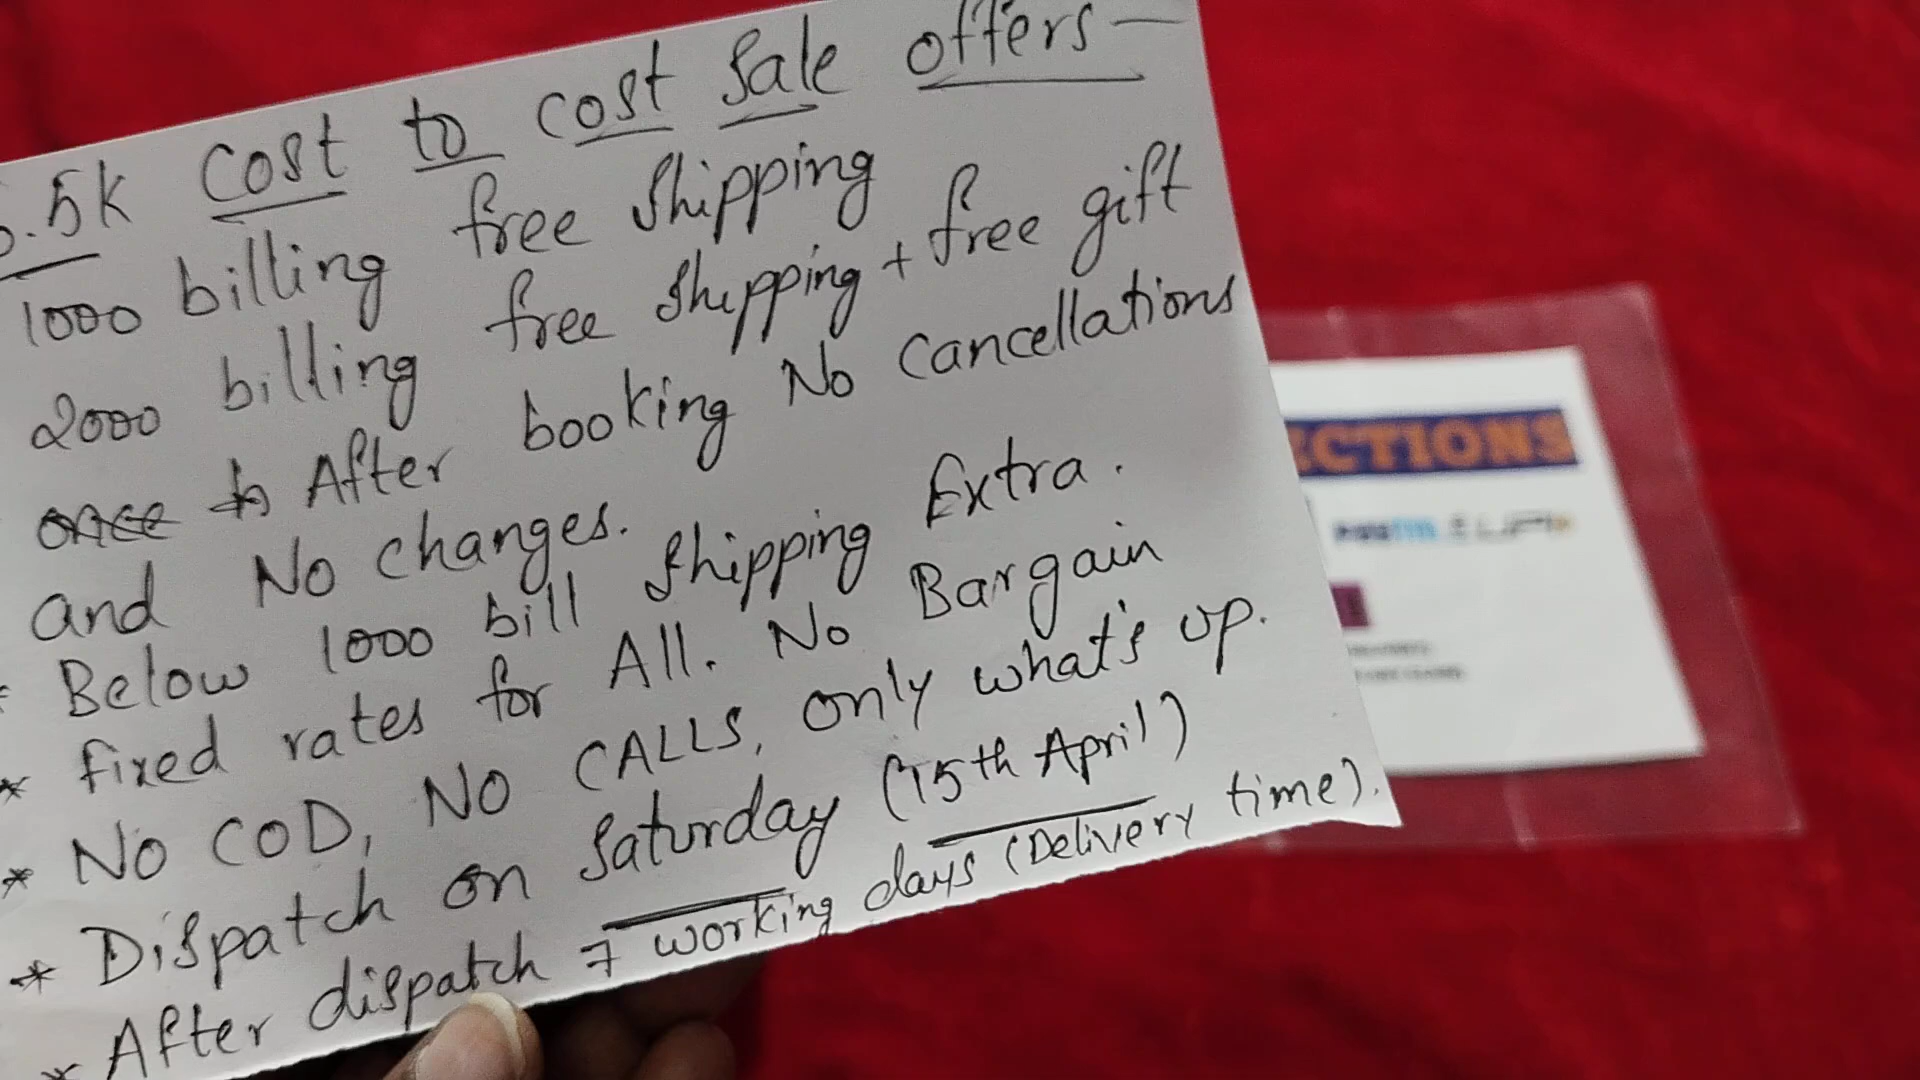 .5k Cost to cost Sale offers —
1000 billing free Shipping
2000 billing free Shipping + free gift
After booking No Cancellations
and No changes.
Below 1000 bill Shipping Extra.
* fixed rates for All. No Bargain
* No COD, NO CALLS, only what's up.
* Dispatch on Saturday (15th April)
* After dispatch 7 working days (Delivery time).
ECTIONS